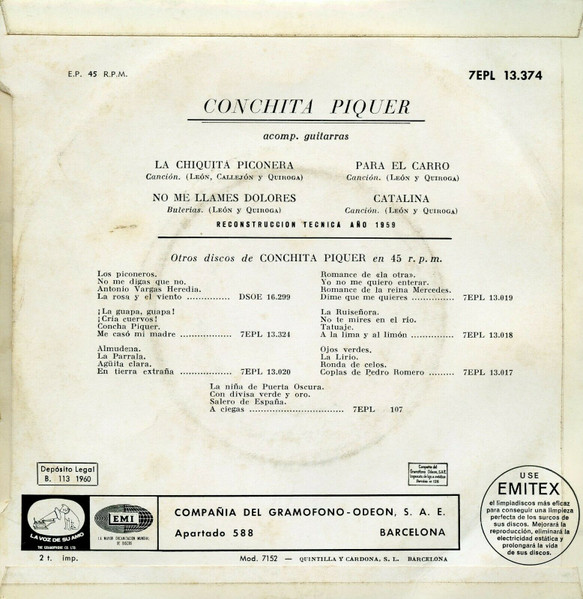 E.P. 45 R.P.M.
7EPL 13.374
CONCHITA PIQUER
acomp. guitarras
LA CHIQUITA PICONERA
Canción. (LEÓN, CALLEJÓN Y QUIROGA)
PARA EL CARRO
Canción. (LEÓN Y QUIROGA)
NO ME LLAMES DOLORES
Bulerías. (LEÓN Y QUIROGA)
CATALINA
Canción. (LEÓN Y QUIROGA)
RECONSTRUCCION TECNICA AÑO 1959
Otros discos de CONCHITA PIQUER en 45 r. p. m.
Los piconeros.
No me digas que no.
Antonio Vargas Heredia.
La rosa y el viento ............... DSOE 16.299
¡La guapa, guapa!
¡Cría cuervos!
Concha Piquer.
Me casó mi madre ............... 7EPL 13.324
Almudena.
La Parrala.
Agüita clara.
En tierra extraña ............... 7EPL 13.020
Romance de «la otra».
Yo no me quiero enterar.
Romance de la reina Mercedes.
Dime que me quieres ............... 7EPL 13.019
La Ruiseñora.
No te mires en el río.
Tatuaje.
A la lima y al limón ............... 7EPL 13.018
Ojos verdes.
La Lirio.
Ronda de celos.
Coplas de Pedro Romero ......... 7EPL 13.017
La niña de Puerta Oscura.
Con divisa verde y oro.
Salero de España.
A ciegas ........................... 7EPL 107
Depósito Legal
B. 113 1960
USE
EMITEX
el limpiadiscos más eficaz
para conseguir una limpieza
perfecta de los surcos de
sus discos. Mejorará la
reproducción, eliminará la
electricidad estática y
prolongará la vida
de sus discos.
LA VOZ DE SU AMO
THE GRAMOPHONE CO. LTD
EMI
LA MAYOR ORGANIZACION MUNDIAL
DE DISCOS
COMPAÑIA DEL GRAMOFONO-ODEON, S. A. E.
Apartado 588 BARCELONA
2 t. imp.
Mod. 7152 — QUINTILLA Y CARDONA, S. L. BARCELONA